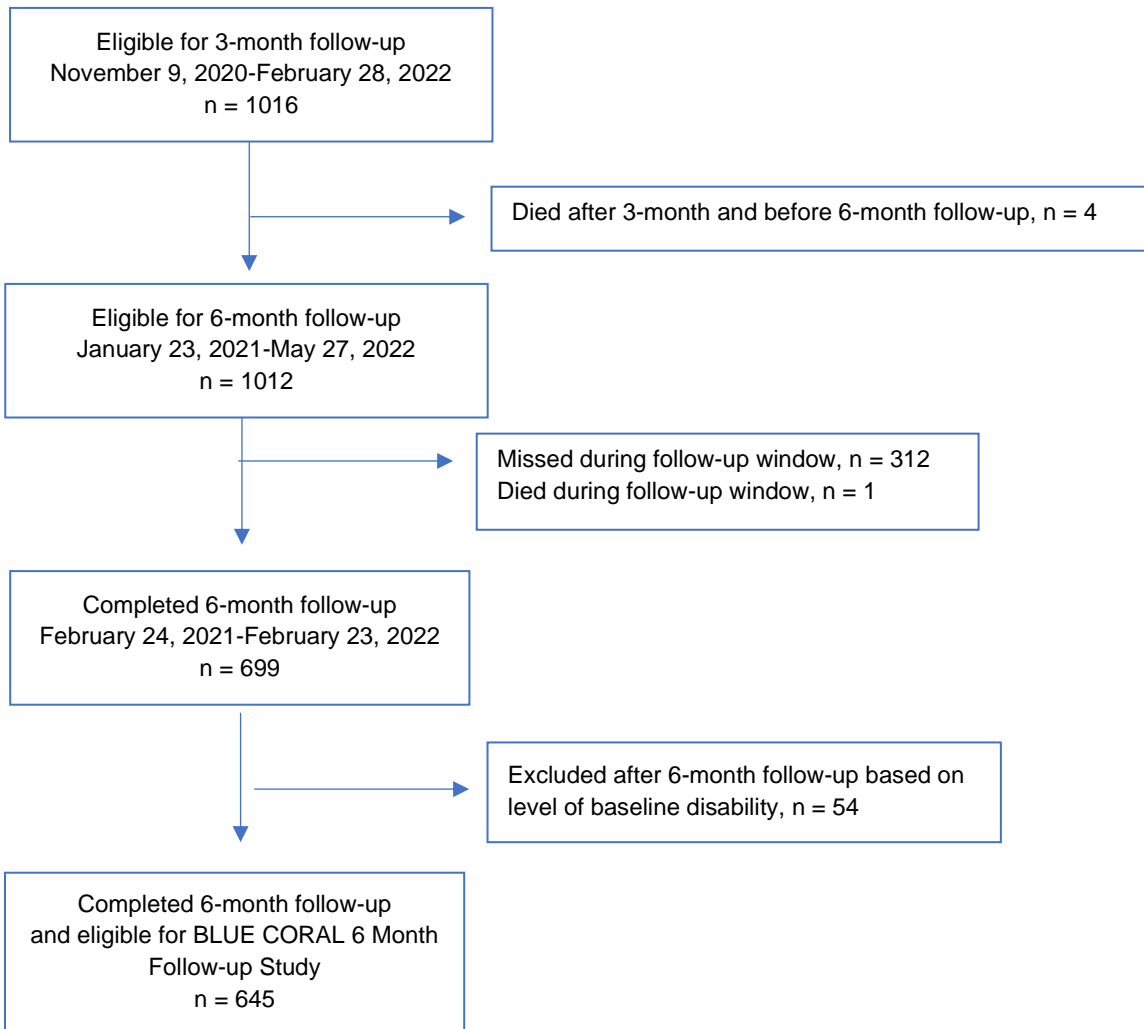 Eligible for 3-month follow-up
November 9, 2020-February 28, 2022
n = 1016
Died after 3-month and before 6-month follow-up, n = 4
Eligible for 6-month follow-up
January 23, 2021-May 27, 2022
n = 1012
Missed during follow-up window, n = 312
Died during follow-up window, n = 1
Completed 6-month follow-up
February 24, 2021-February 23, 2022
n = 699
Excluded after 6-month follow-up based on
level of baseline disability, n = 54
Completed 6-month follow-up
and eligible for BLUE CORAL 6 Month
Follow-up Study
n = 645